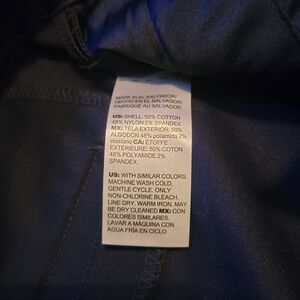 MADE IN EL SALVADOR/
HECHO EN EL SALVADOR/
FABRIQUÉ AU SALVADOR
US: SHELL: 50% COTTON
48% NYLON 2% SPANDEX
MX: TELA EXTERIOR: 50%
ALGODÓN 48% poliamida 2%
elastano CA: ÉTOFFE
EXTÉRIEURE: 50% COTON
48% POLYAMIDE 2%
SPANDEX
US: WITH SIMILAR COLORS.
MACHINE WASH COLD,
GENTLE CYCLE. ONLY
NON-CHLORINE BLEACH.
LINE DRY. WARM IRON. MAY
BE DRY CLEANED MX: CON
COLORES SIMILARES.
LAVAR A MÁQUINA CON
AGUA FRÍA EN CICLO